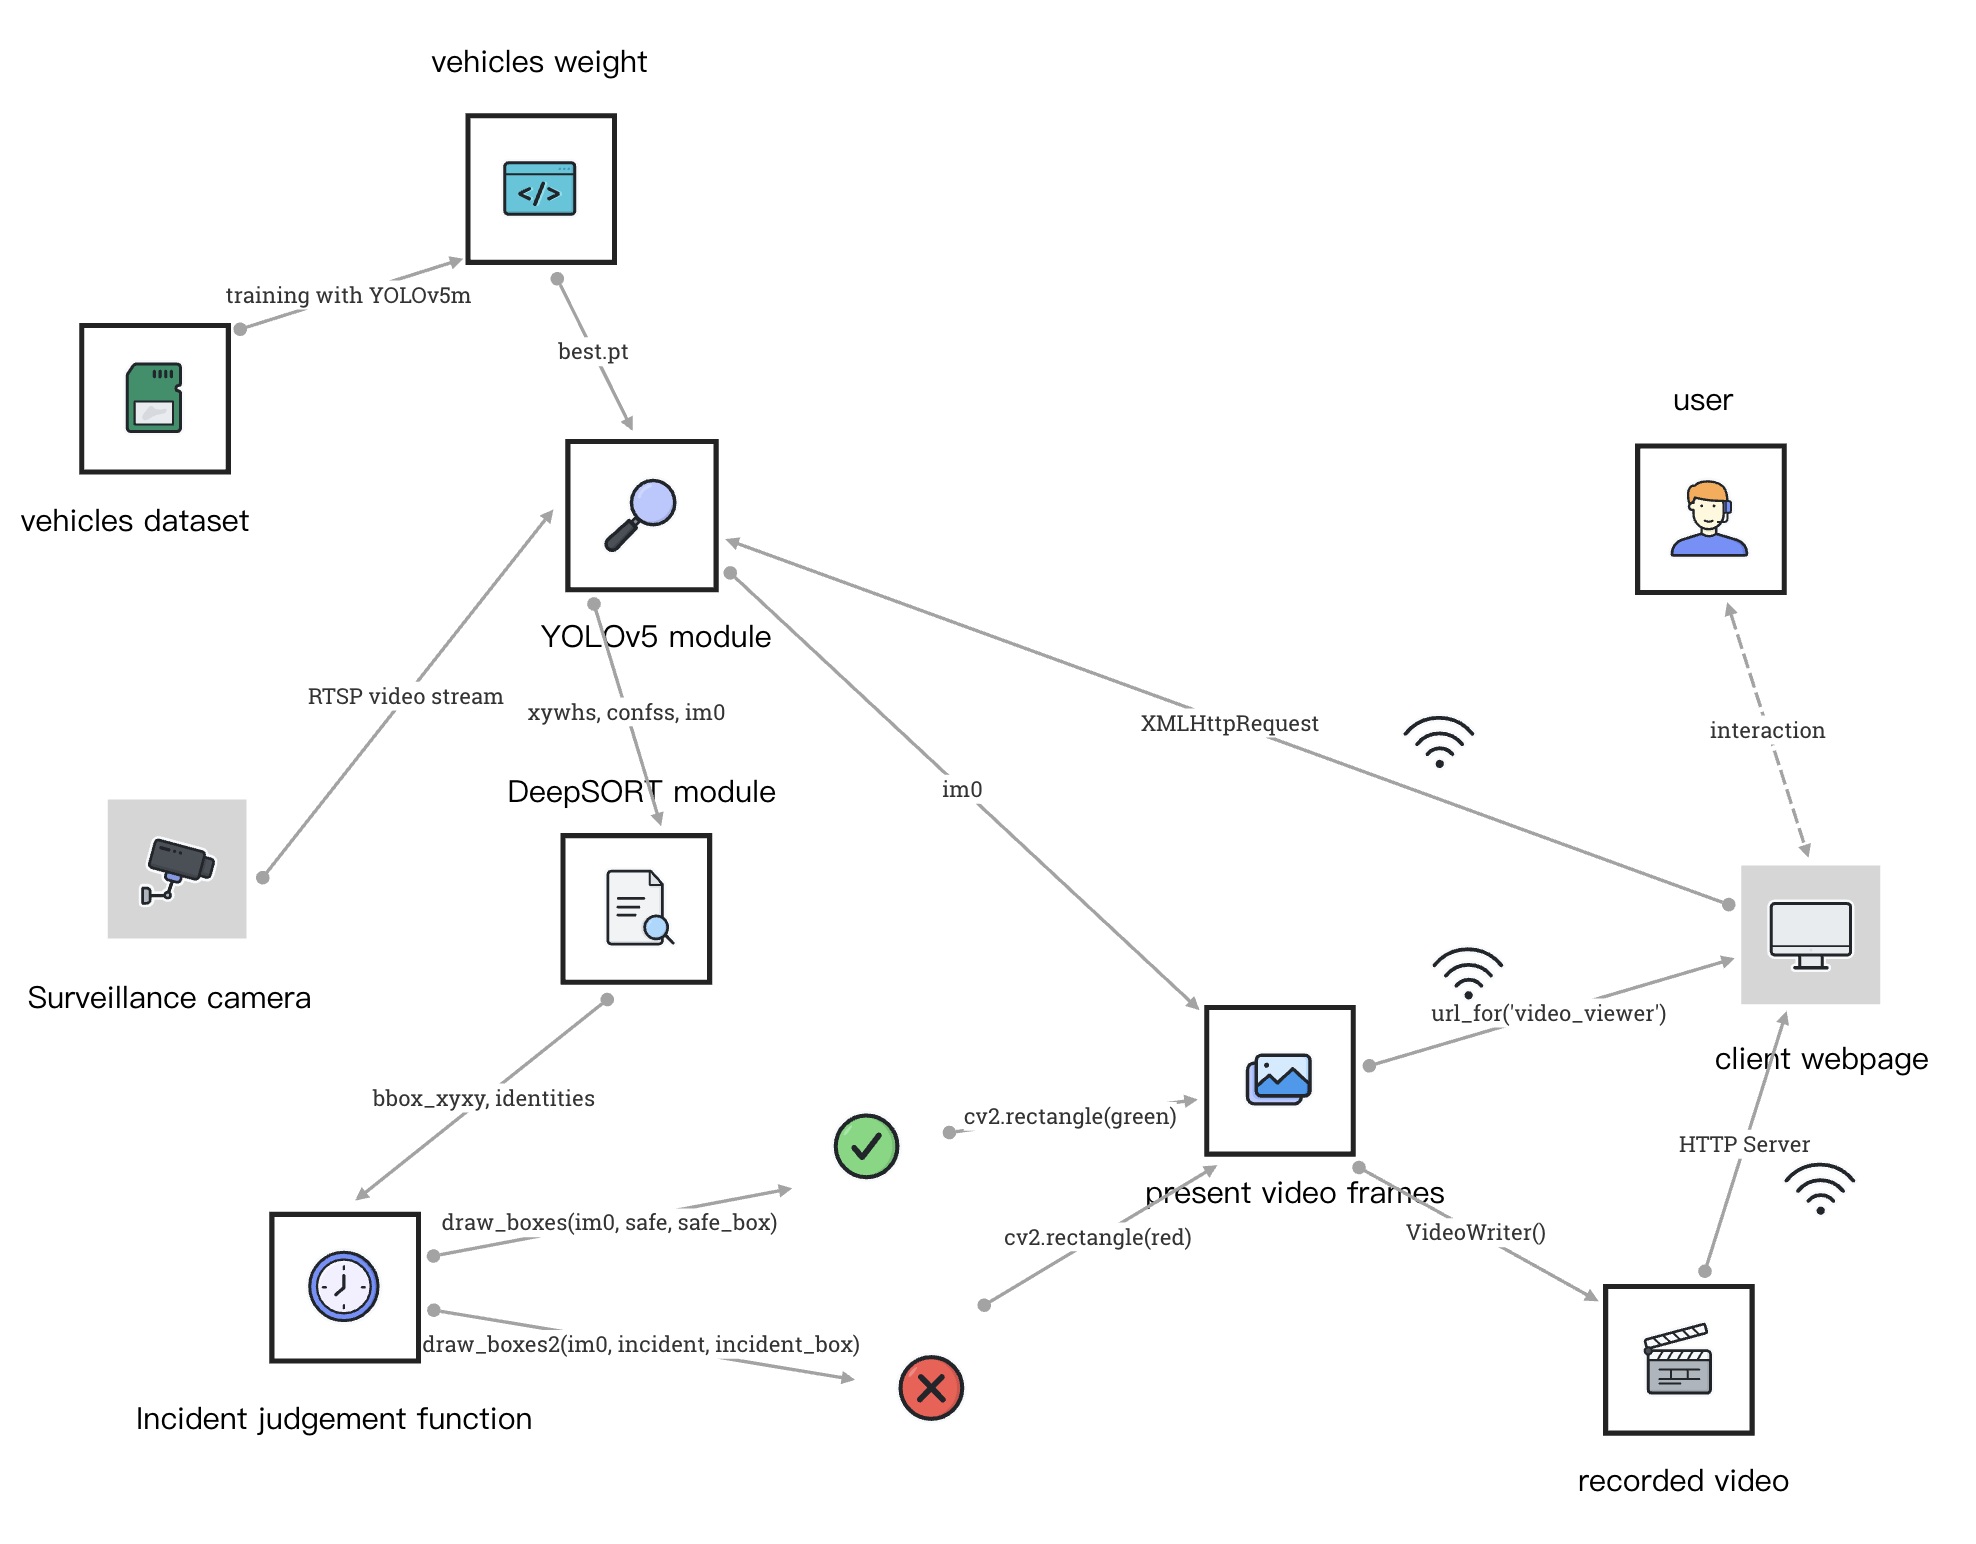 vehicles weight
</>
training with YOLOv5m
best.pt
vehicles dataset
user
YOLOv5 module
RTSP video stream
xywhs, confss, im0
XMLHttpRequest
interaction
DeepSORT module
im0
Surveillance camera
url_for('video_viewer')
client webpage
bbox_xyxy, identities
cv2.rectangle(green)
HTTP Server
present video frames
draw_boxes(im0, safe, safe_box)
cv2.rectangle(red)
VideoWriter()
draw_boxes2(im0, incident, incident_box)
Incident judgement function
recorded video